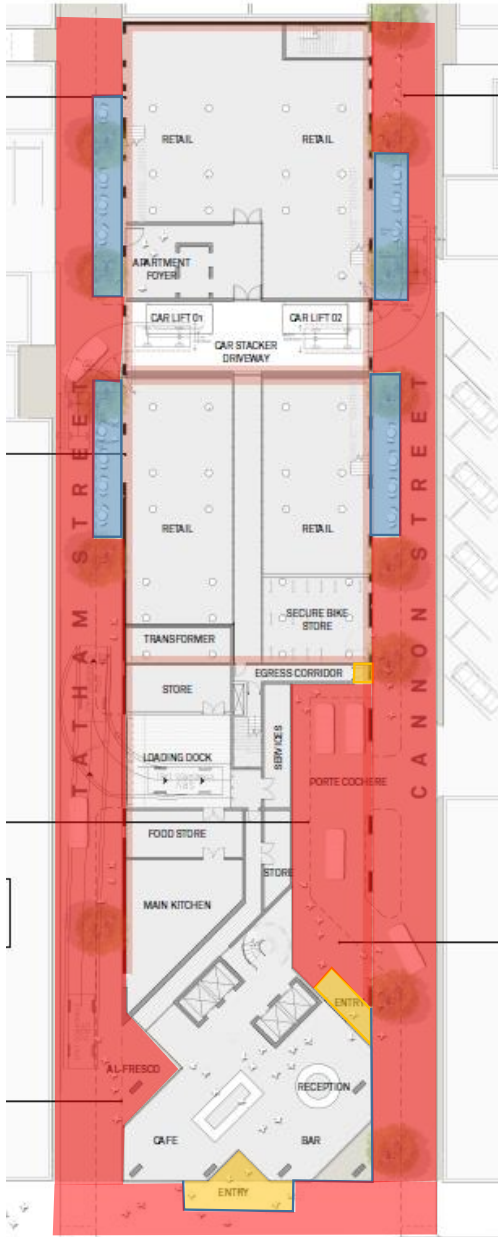 RETAIL
RETAIL
APARTMENT
FOYER
CAR LIFT 01
CAR LIFT 02
CAR STACKER
DRIVEWAY
TATHAM STREET
CANNON STREET
RETAIL
RETAIL
SECURE BIKE
STORE
TRANSFORMER
EGRESS CORRIDOR
STORE
SERVICES
LOADING DOCK
PORTE COCHERE
FOOD STORE
STORE
MAIN KITCHEN
ENTRY
AL-FRESCO
RECEPTION
CAFE
BAR
ENTRY